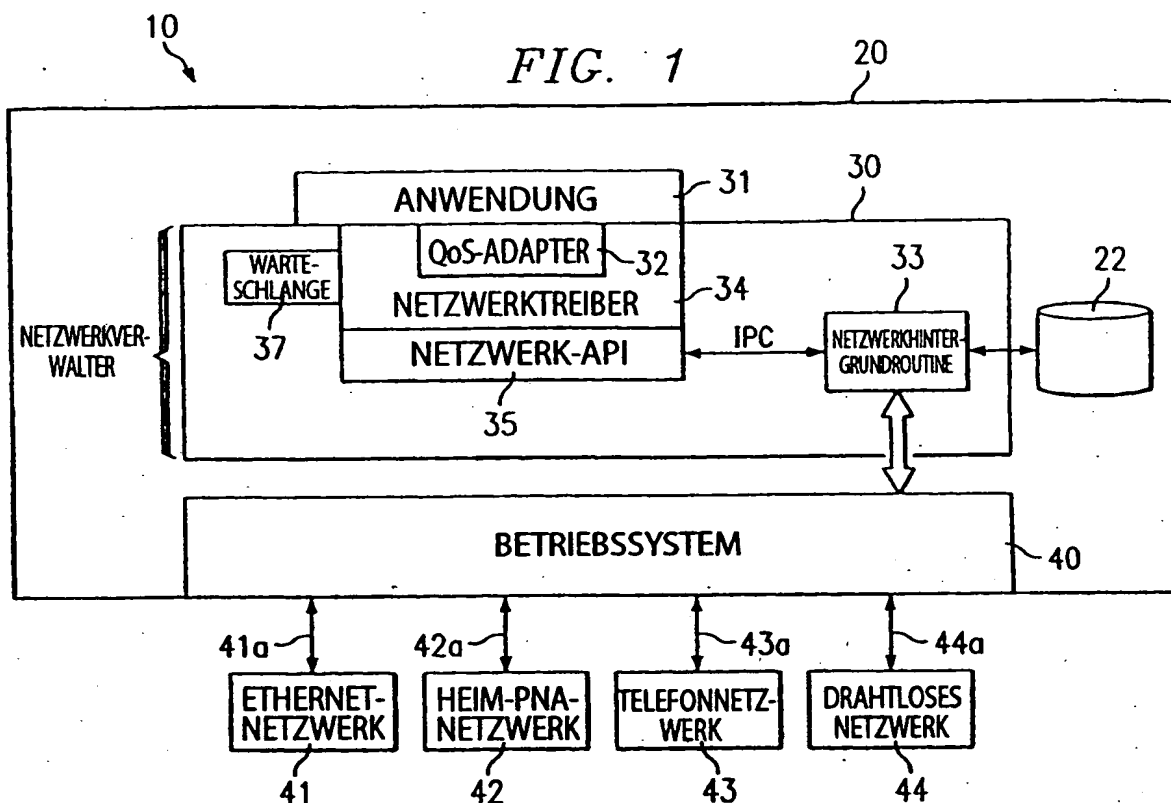 10
FIG. 1
20
ANWENDUNG
31
30
QoS-ADAPTER
32
WARTE-
SCHLANGE
37
NETZWERKTREIBER
34
33
22
NETZWERKVER-
WALTER
NETZWERK-API
35
IPC
NETZWERKHINTER-
GRUNDROUTINE
BETRIEBSSYSTEM
40
41a
42a
43a
44a
ETHERNET-
NETZWERK
41
HEIM-PNA-
NETZWERK
42
TELEFONNETZ-
WERK
43
DRAHTLOSES
NETZWERK
44